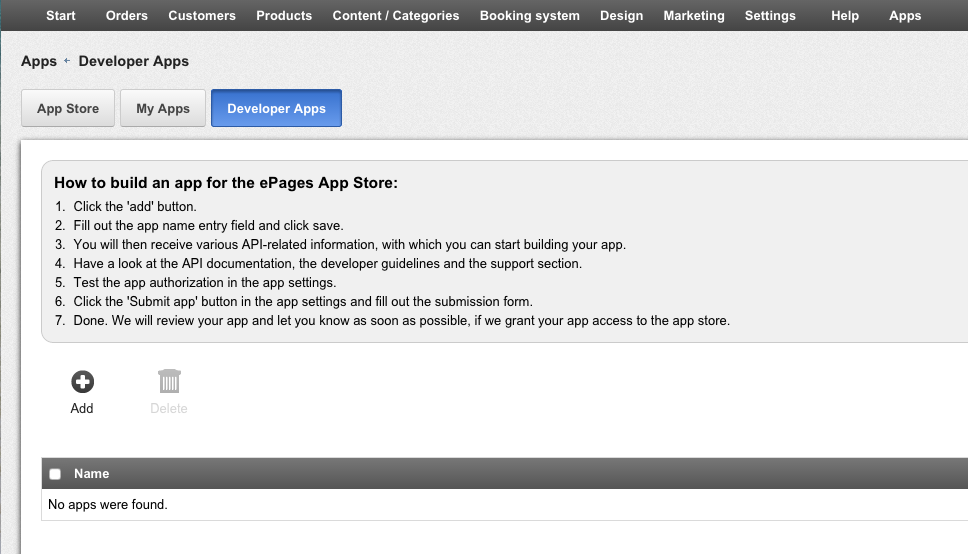 Start Orders Customers Products Content / Categories Booking system Design Marketing Settings Help Apps
Apps Developer Apps
App Store My Apps Developer Apps
How to build an app for the ePages App Store:
1. Click the 'add' button.
2. Fill out the app name entry field and click save.
3. You will then receive various API-related information, with which you can start building your app.
4. Have a look at the API documentation, the developer guidelines and the support section.
5. Test the app authorization in the app settings.
6. Click the 'Submit app' button in the app settings and fill out the submission form.
7. Done. We will review your app and let you know as soon as possible, if we grant your app access to the app store.
Add Delete
Name
No apps were found.